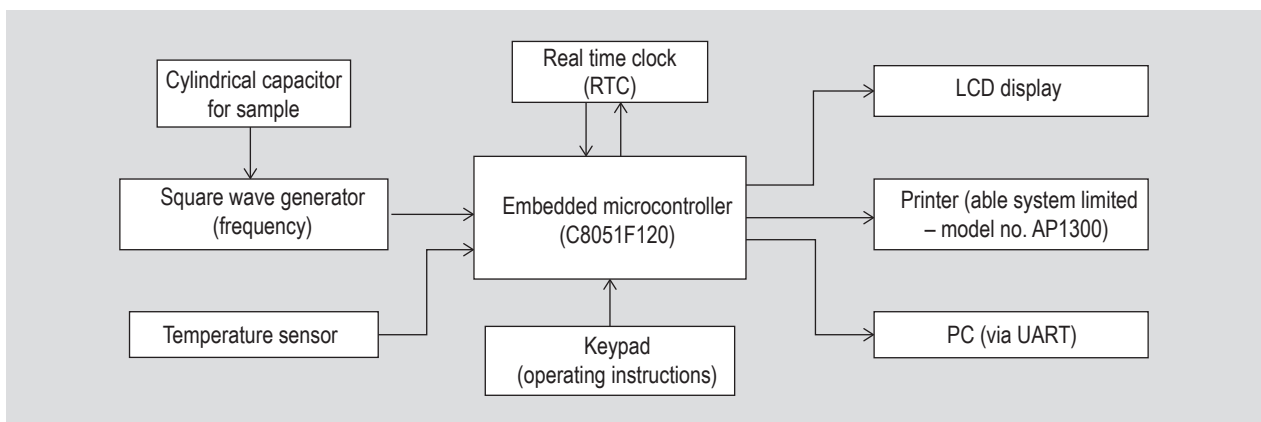 Cylindrical capacitor
for sample
Square wave generator
(frequency)
Temperature sensor
Real time clock
(RTC)
Embedded microcontroller
(C8051F120)
Keypad
(operating instructions)
LCD display
Printer (able system limited
– model no. AP1300)
PC (via UART)